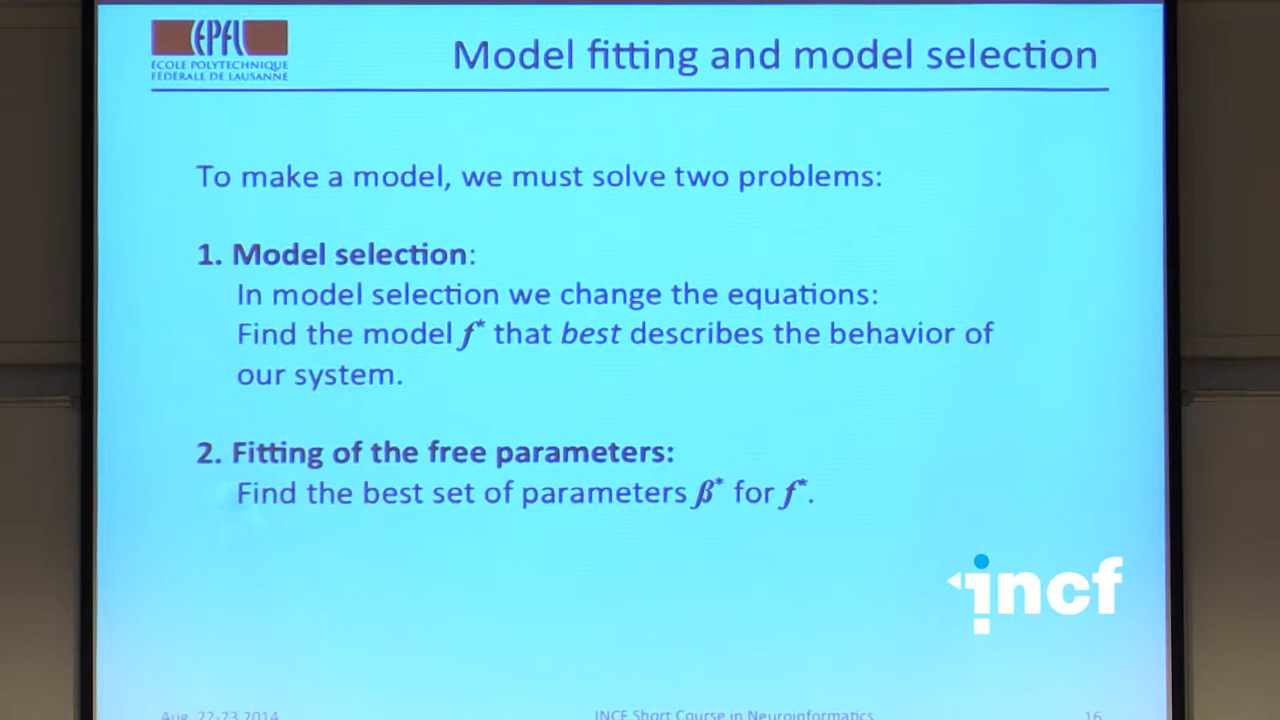 EPFL
ÉCOLE POLYTECHNIQUE
FÉDÉRALE DE LAUSANNE
Model fitting and model selection
To make a model, we must solve two problems:
1. Model selection:
In model selection we change the equations:
Find the model f* that best describes the behavior of
our system.
2. Fitting of the free parameters:
Find the best set of parameters β* for f*.
incf
Aug. 22-23 2014
INCF Short Course in Neuroinformatics
16